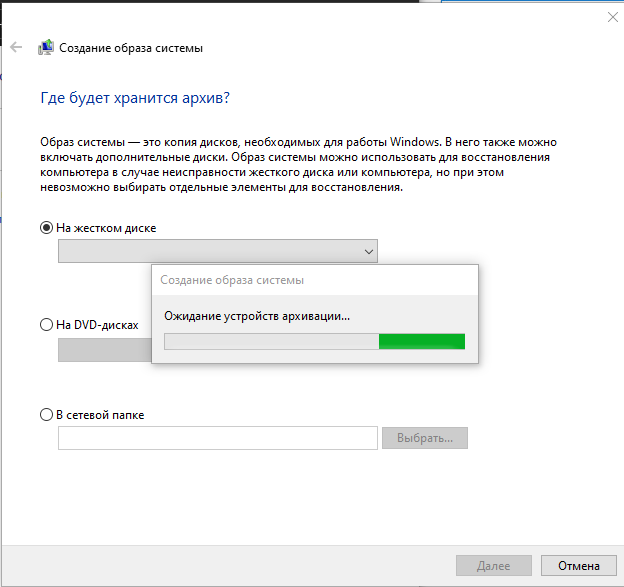 Создание образа системы
Где будет хранится архив?
Образ системы — это копия дисков, необходимых для работы Windows. В него также можно
включать дополнительные диски. Образ системы можно использовать для восстановления
компьютера в случае неисправности жесткого диска или компьютера, но при этом
невозможно выбирать отдельные элементы для восстановления.
На жестком диске
Создание образа системы
Ожидание устройств архивации...
На DVD-дисках
В сетевой папке
Выбрать...
Далее
Отмена